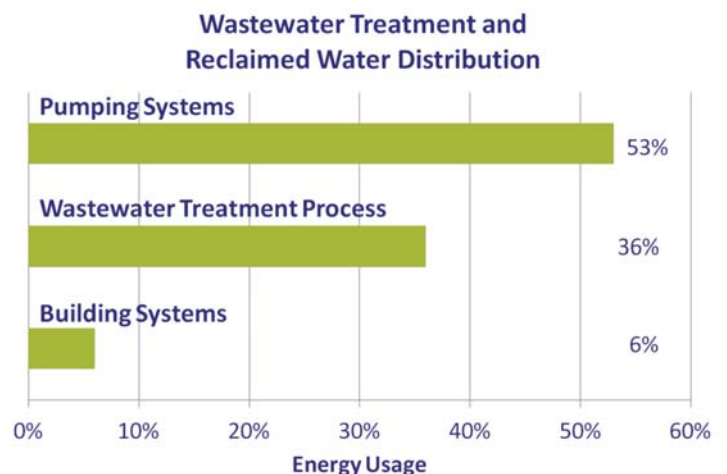 Wastewater Treatment and
Reclaimed Water Distribution
Pumping Systems
53%
Wastewater Treatment Process
36%
Building Systems
6%
0% 10% 20% 30% 40% 50% 60%
Energy Usage